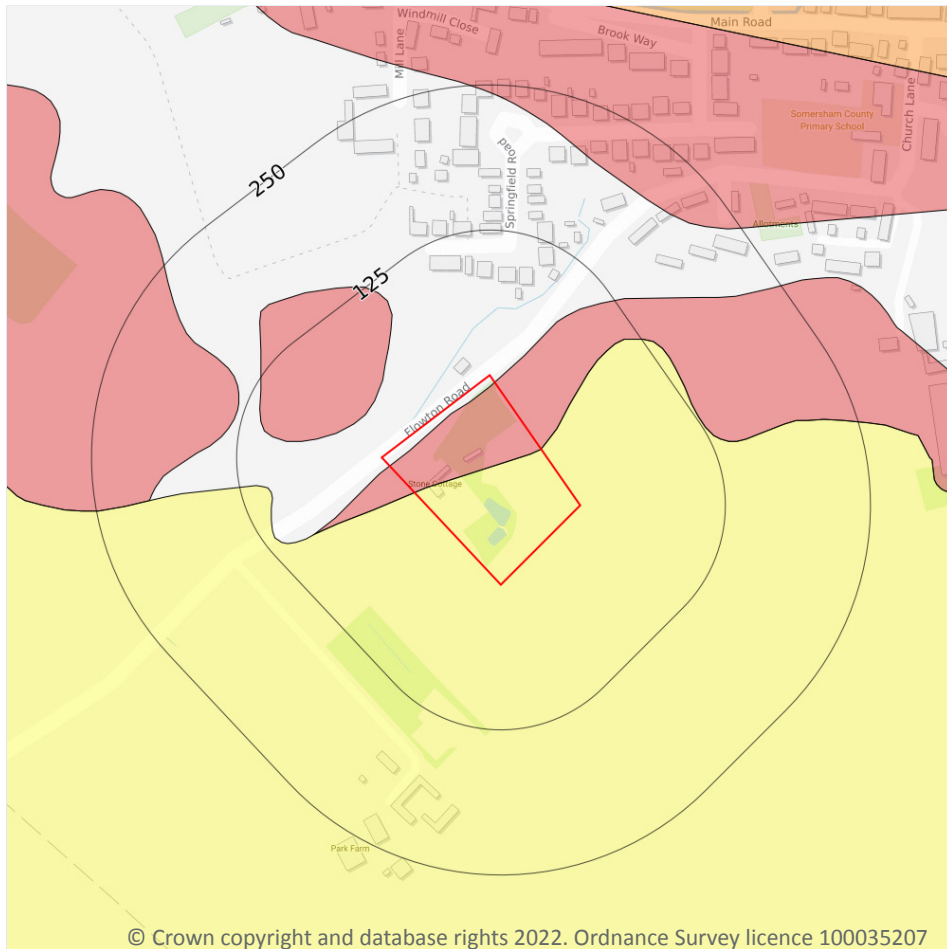 Windmill Close
Main Road
Brook Way
Mill Lane
Somersham County
Primary School
Church Lane
Springfield Road
250
Allotments
125
Flowton Road
Stone Cottage
Park Farm
© Crown copyright and database rights 2022. Ordnance Survey licence 100035207